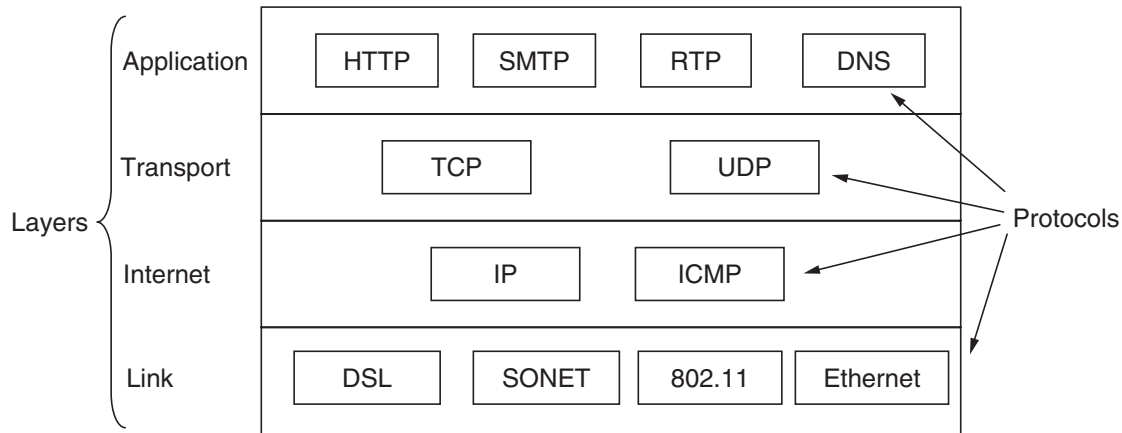 Application HTTP SMTP RTP DNS
Transport TCP UDP
Layers Protocols
Internet IP ICMP
Link DSL SONET 802.11 Ethernet